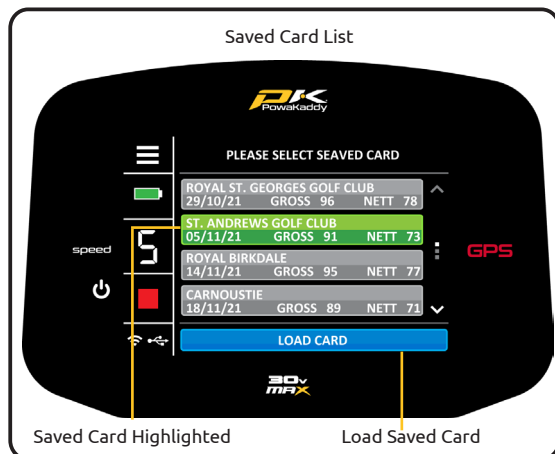 Saved Card List
PK
PowaKaddy
PLEASE SELECT SEAVED CARD
ROYAL ST. GEORGES GOLF CLUB
29/10/21 GROSS 96 NETT 78
ST. ANDREWS GOLF CLUB
05/11/21 GROSS 91 NETT 73
speed
5
GPS
ROYAL BIRKDALE
14/11/21 GROSS 95 NETT 77
CARNOUSTIE
18/11/21 GROSS 89 NETT 71
LOAD CARD
30v
MAX
Saved Card Highlighted
Load Saved Card